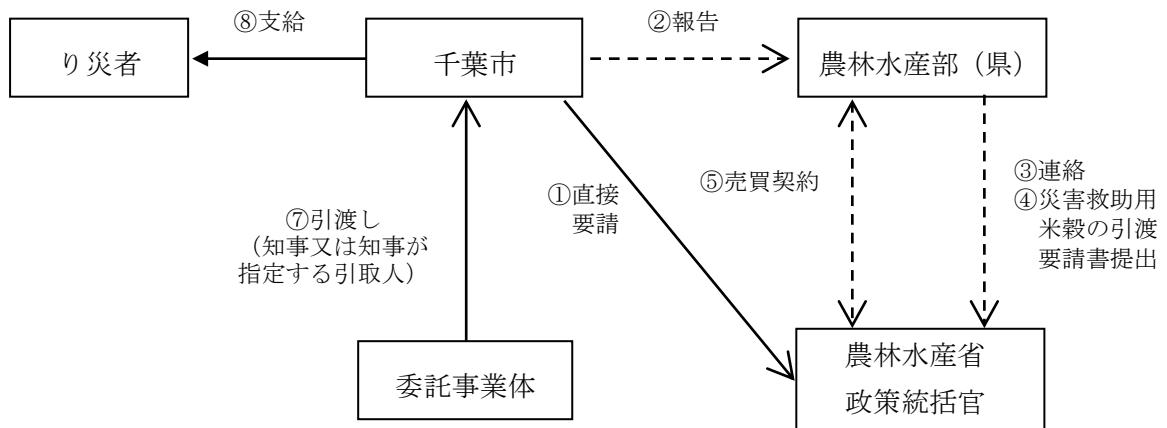 ⑧支給
②報告
り災者
千葉市
農林水産部（県）
①直接
要請
⑤売買契約
③連絡
④災害救助用
米穀の引渡
要請書提出
⑦引渡し
（知事又は知事が
指定する引取人）
委託事業体
農林水産省
政策統括官